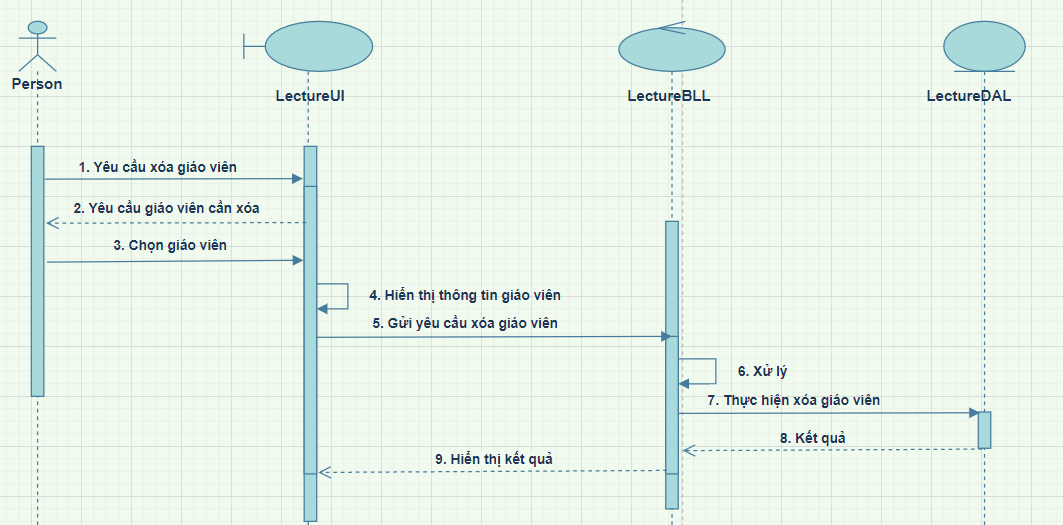 Person
LectureUI
LectureBLL
LectureDAL
1. Yêu cầu xóa giáo viên
2. Yêu cầu giáo viên cần xóa
3. Chọn giáo viên
4. Hiển thị thông tin giáo viên
5. Gửi yêu cầu xóa giáo viên
6. Xử lý
7. Thực hiện xóa giáo viên
8. Kết quả
9. Hiển thị kết quả